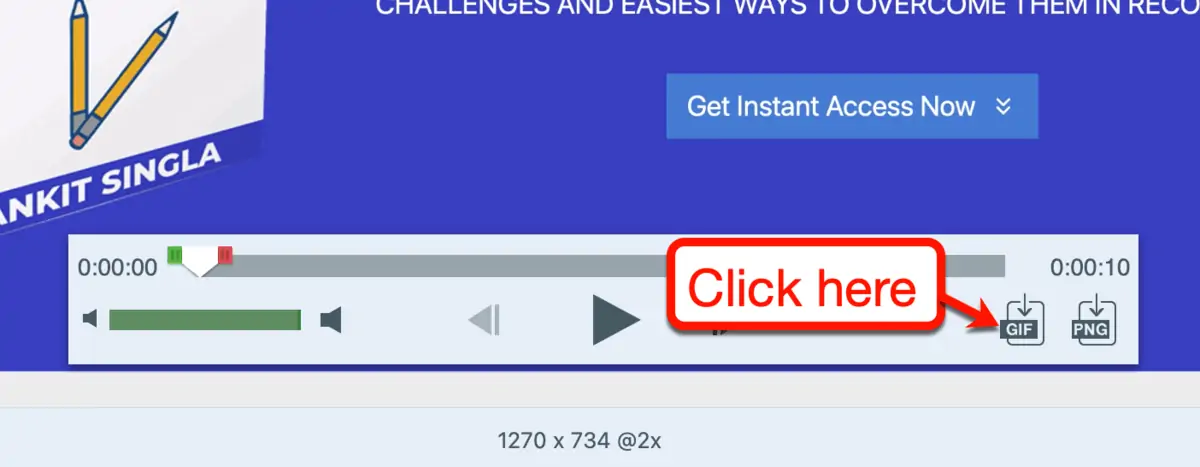 CHALLENGES AND EASIEST WAYS TO OVERCOME THEM IN
Get Instant Access Now
ANKIT SINGLA
0:00:00
0:00:10
Click here
GIF
PNG
1270 x 734 @2x